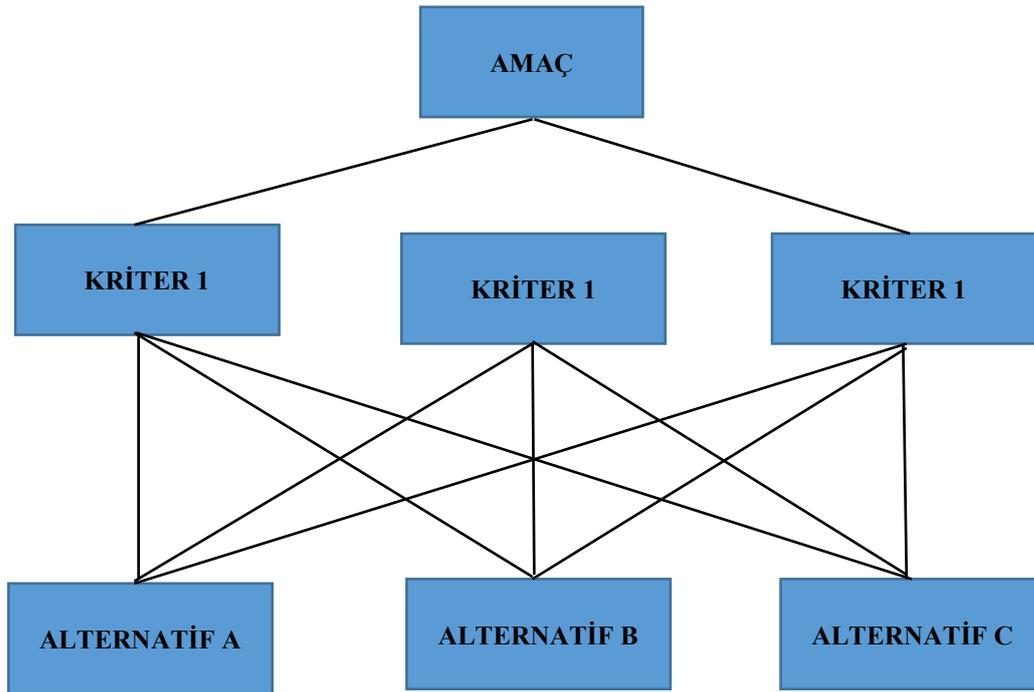 AMAÇ
KRİTER 1
KRİTER 1
KRİTER 1
ALTERNATİF A
ALTERNATİF B
ALTERNATİF C